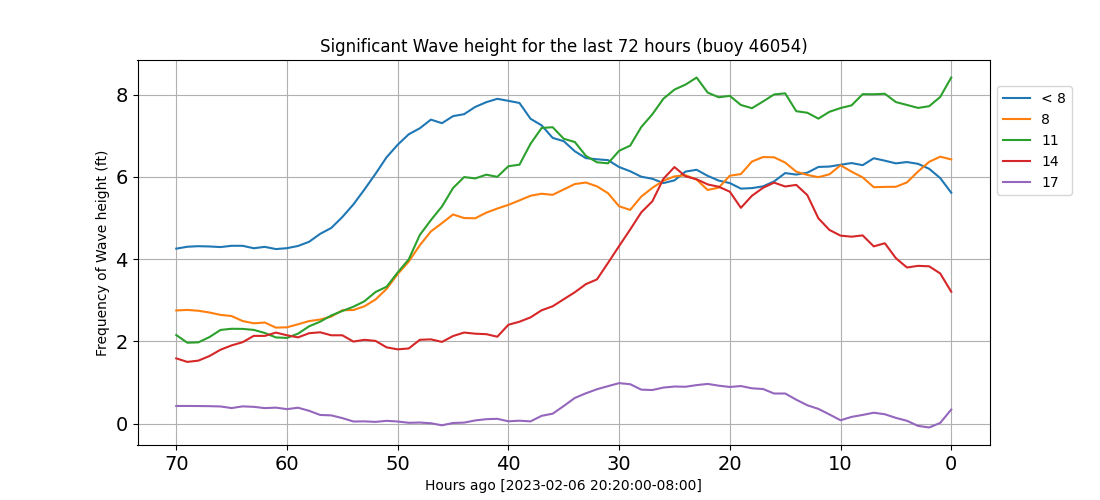 Significant Wave height for the last 72 hours (buoy 46054)
Frequency of Wave height (ft)
8
6
4
2
0
70 60 50 40 30 20 10 0
Hours ago [2023-02-06 20:20:00-08:00]
< 8
8
11
14
17